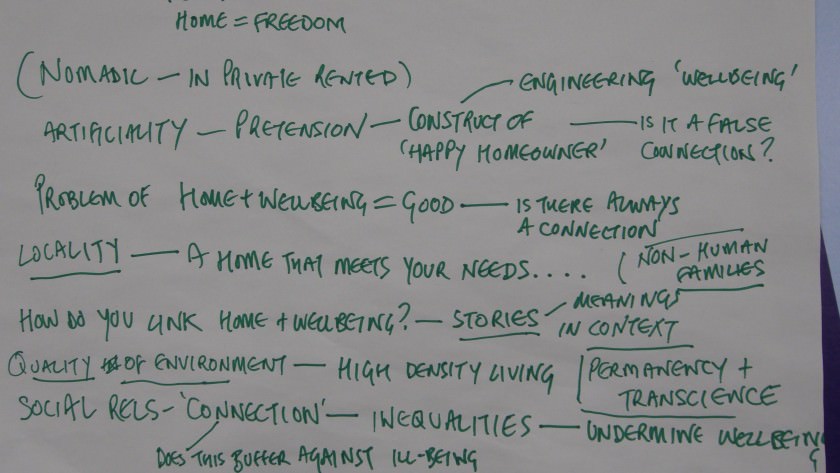 HOME = FREEDOM
(NOMADIC — IN PRIVATE RENTED)
ENGINEERING 'WELLBEING'
ARTIFICIALITY — PRETENSION — CONSTRUCT OF 'HAPPY HOMEOWNER' — IS IT A FALSE CONNECTION?
PROBLEM OF HOME + WELLBEING = GOOD — IS THERE ALWAYS A CONNECTION
LOCALITY — A HOME THAT MEETS YOUR NEEDS.... (NON-HUMAN FAMILIES
HOW DO YOU LINK HOME + WELLBEING? — STORIES — MEANINGS IN CONTEXT
QUALITY OF ENVIRONMENT — HIGH DENSITY LIVING
PERMANENCY + TRANSCIENCE
SOCIAL RELS - 'CONNECTION' — INEQUALITIES — UNDERMINE WELLBEING
DOES THIS BUFFER AGAINST ILL-BEING